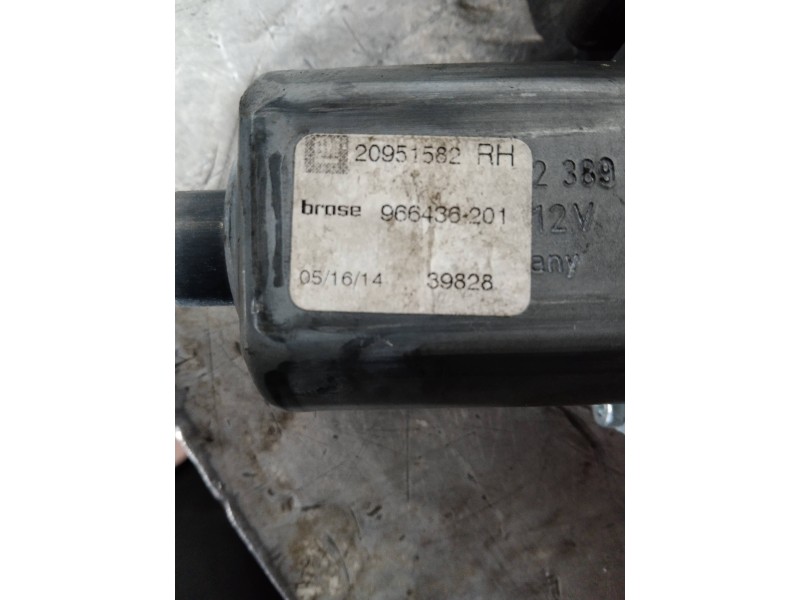 20951582 RH
2 389
brose 966436-201
12V
any
05/16/14 39828